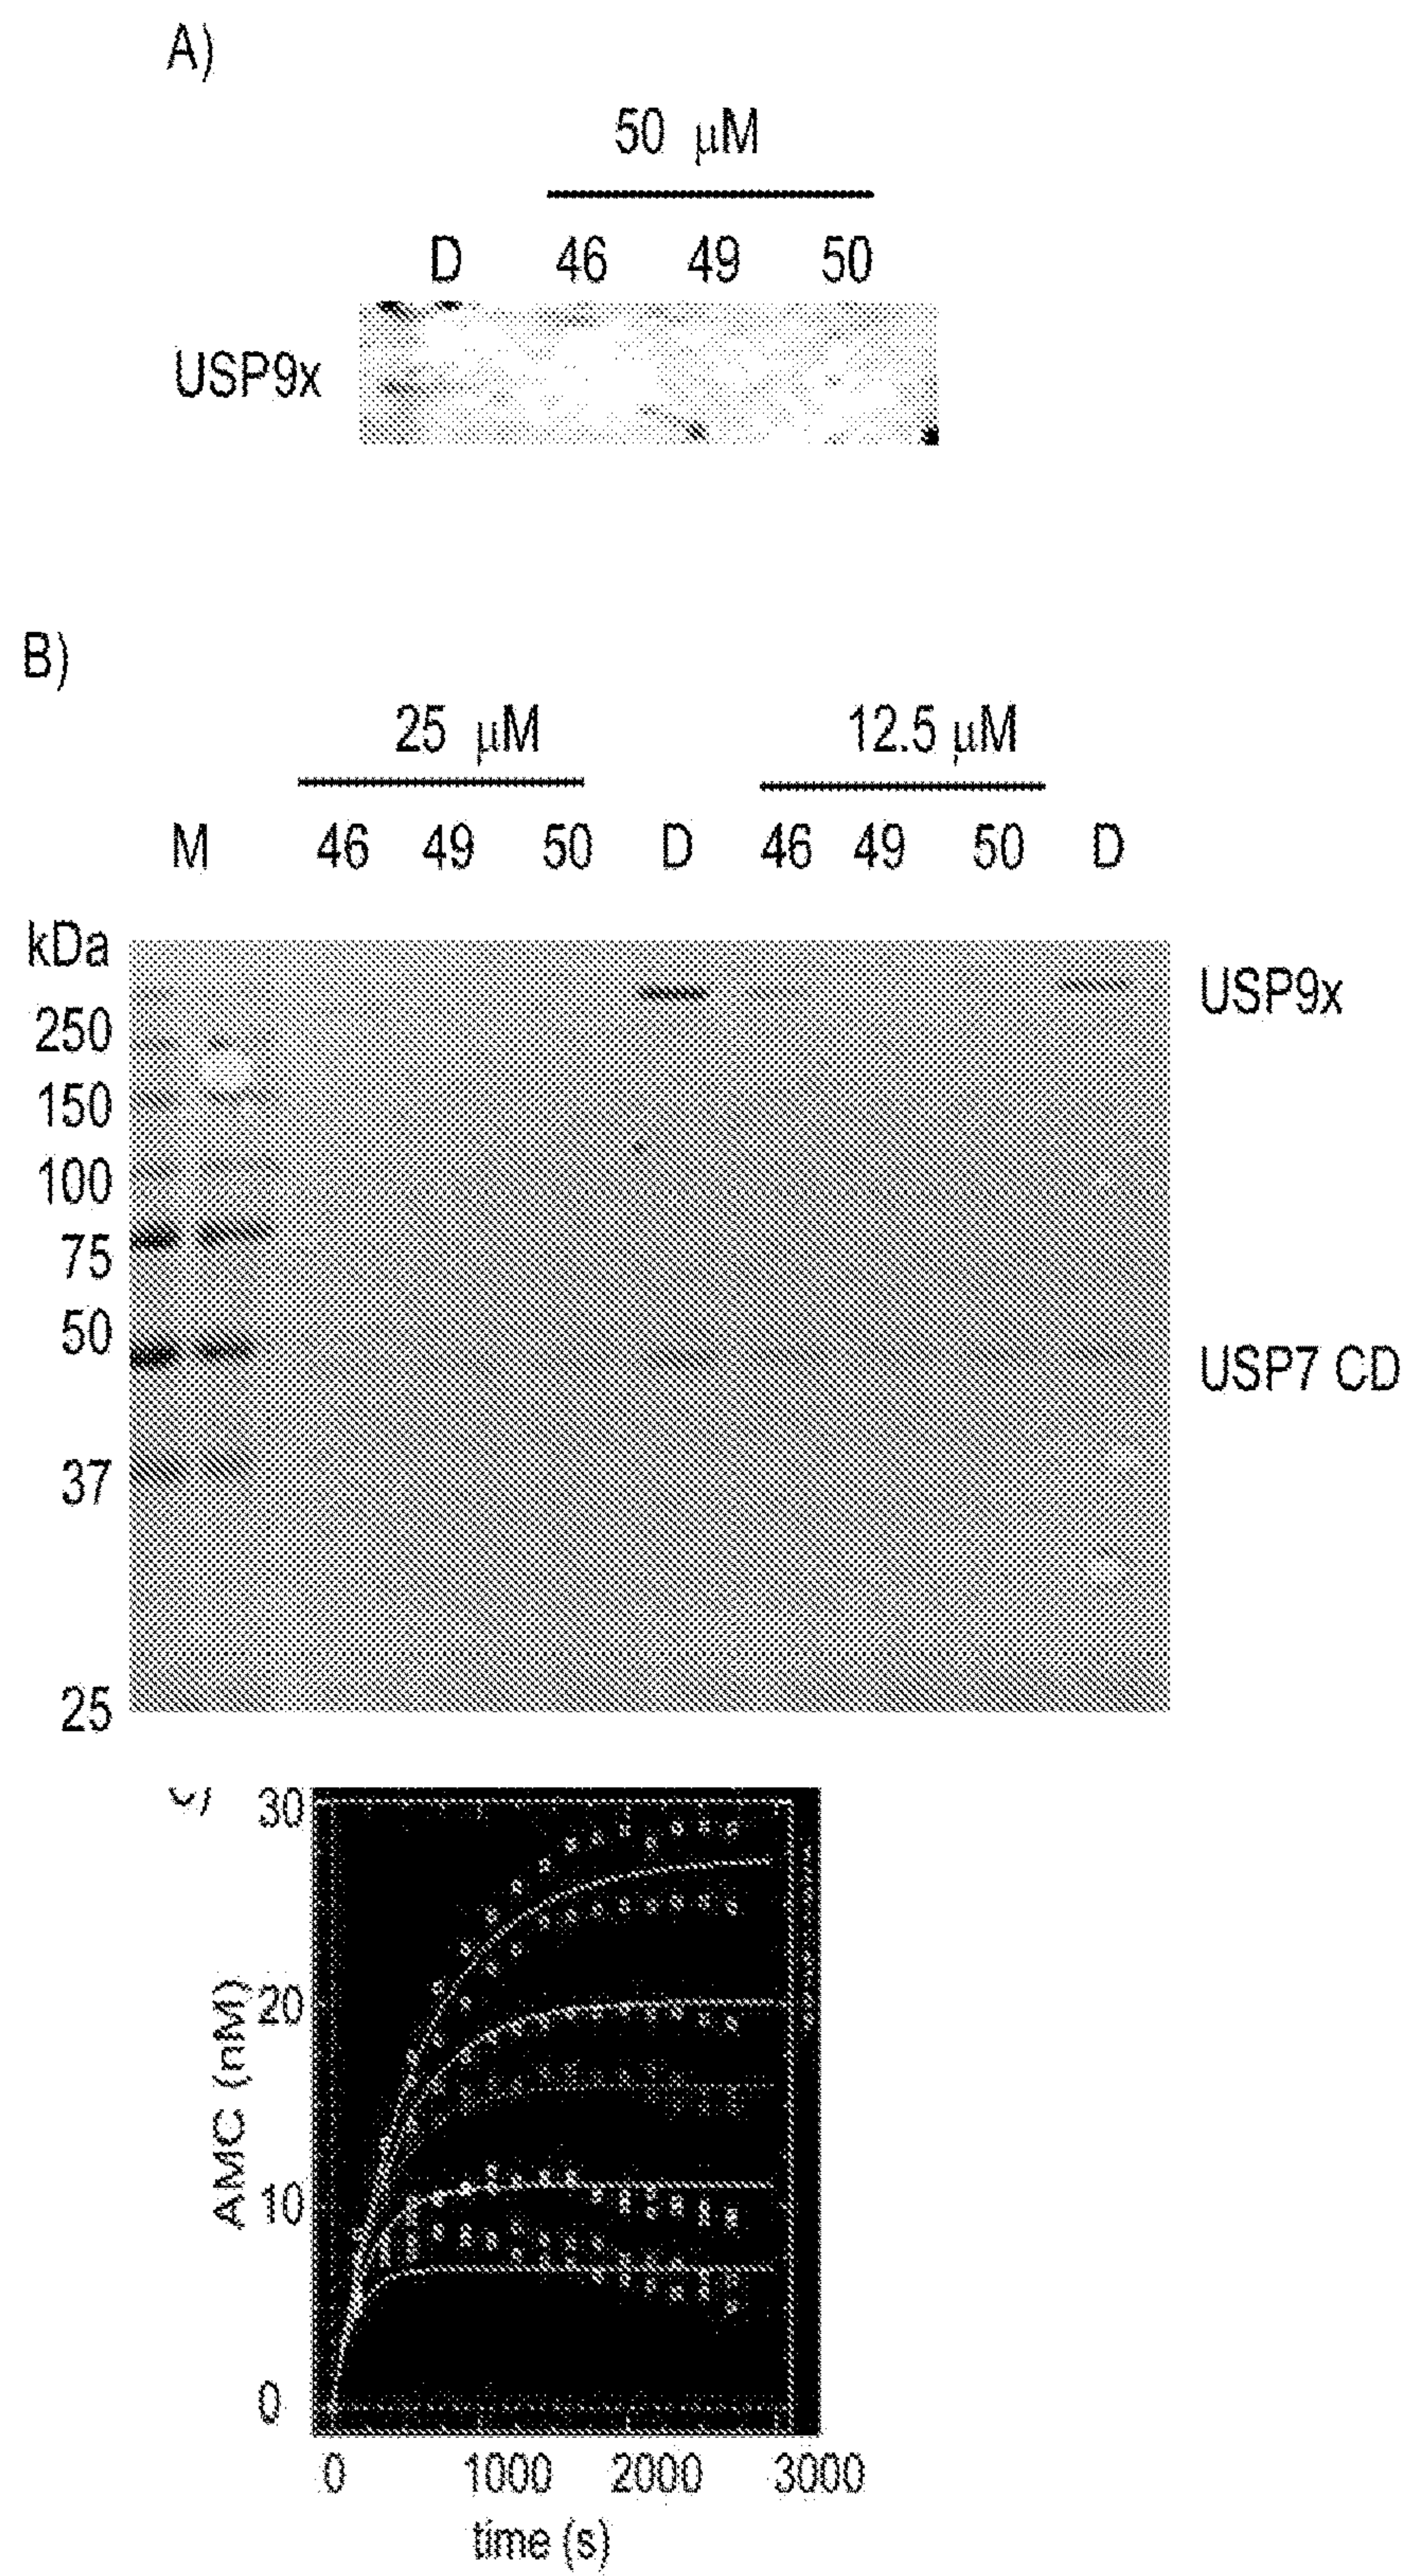 A)
50 μM
D 46 49 50
USP9x
B)
25 μM 12.5 μM
M 46 49 50 D 46 49 50 D
kDa
USP9x
250
150
100
75
50
USP7 CD
37
25
30
20
10
0
AMC (nM)
0 1000 2000 3000
time (s)